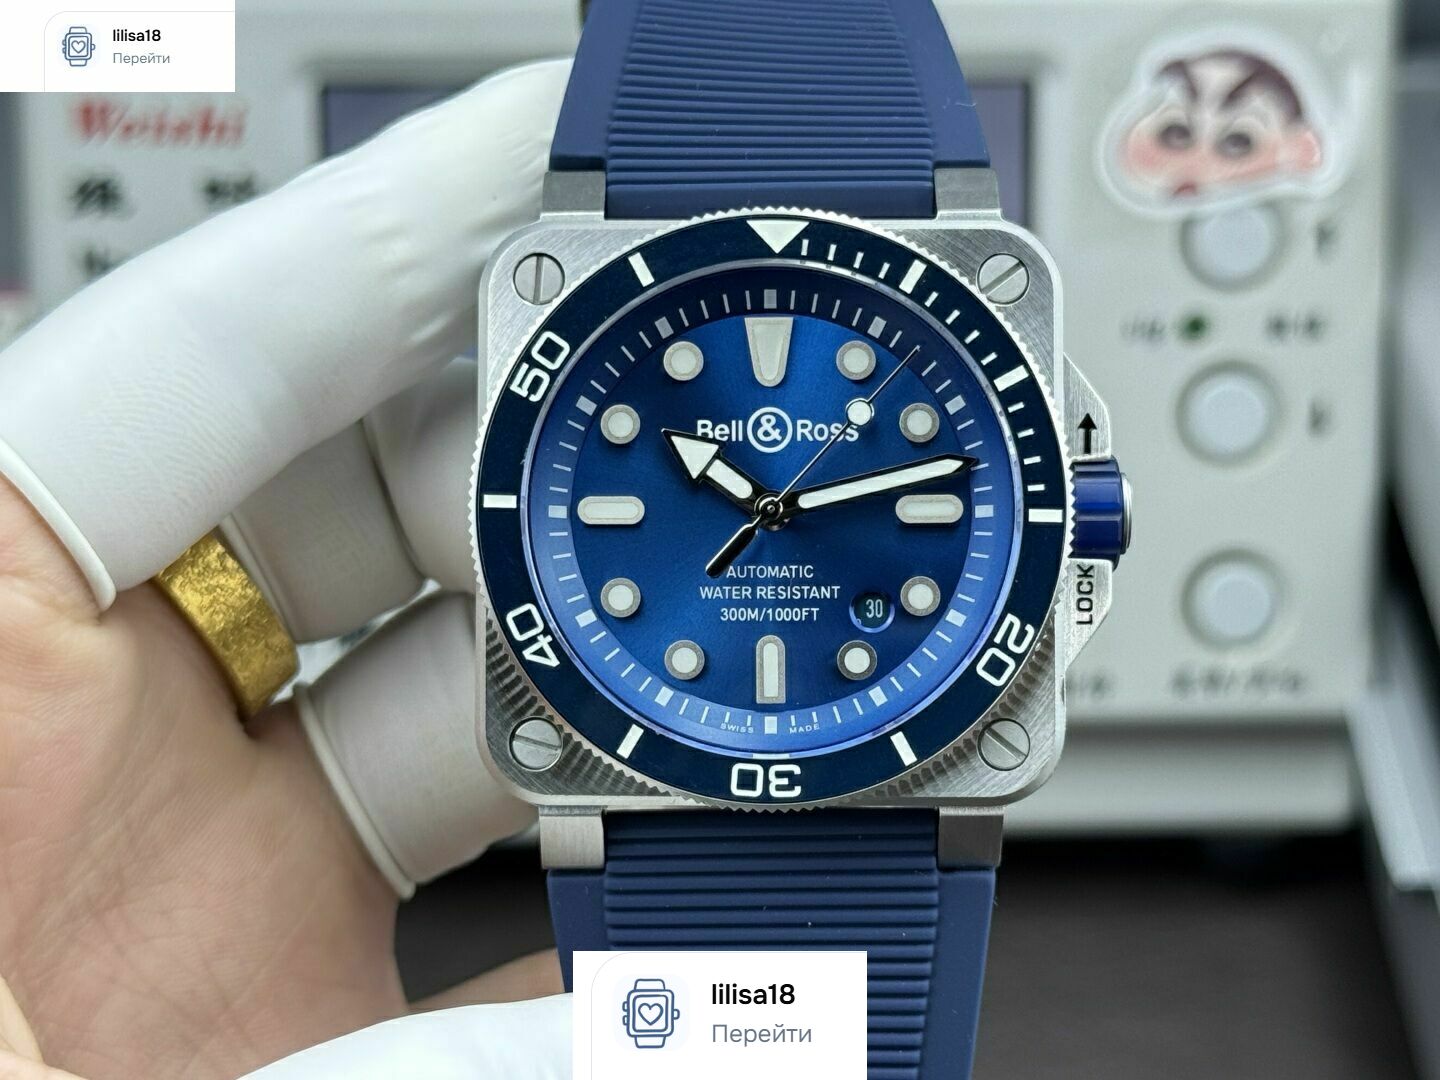 lilisa18
Перейти
Weishi
50
Bell & Ross
AUTOMATIC
WATER RESISTANT
300M/1000FT
30
LOCK
40
20
SWISS MADE
30
lilisa18
Перейти